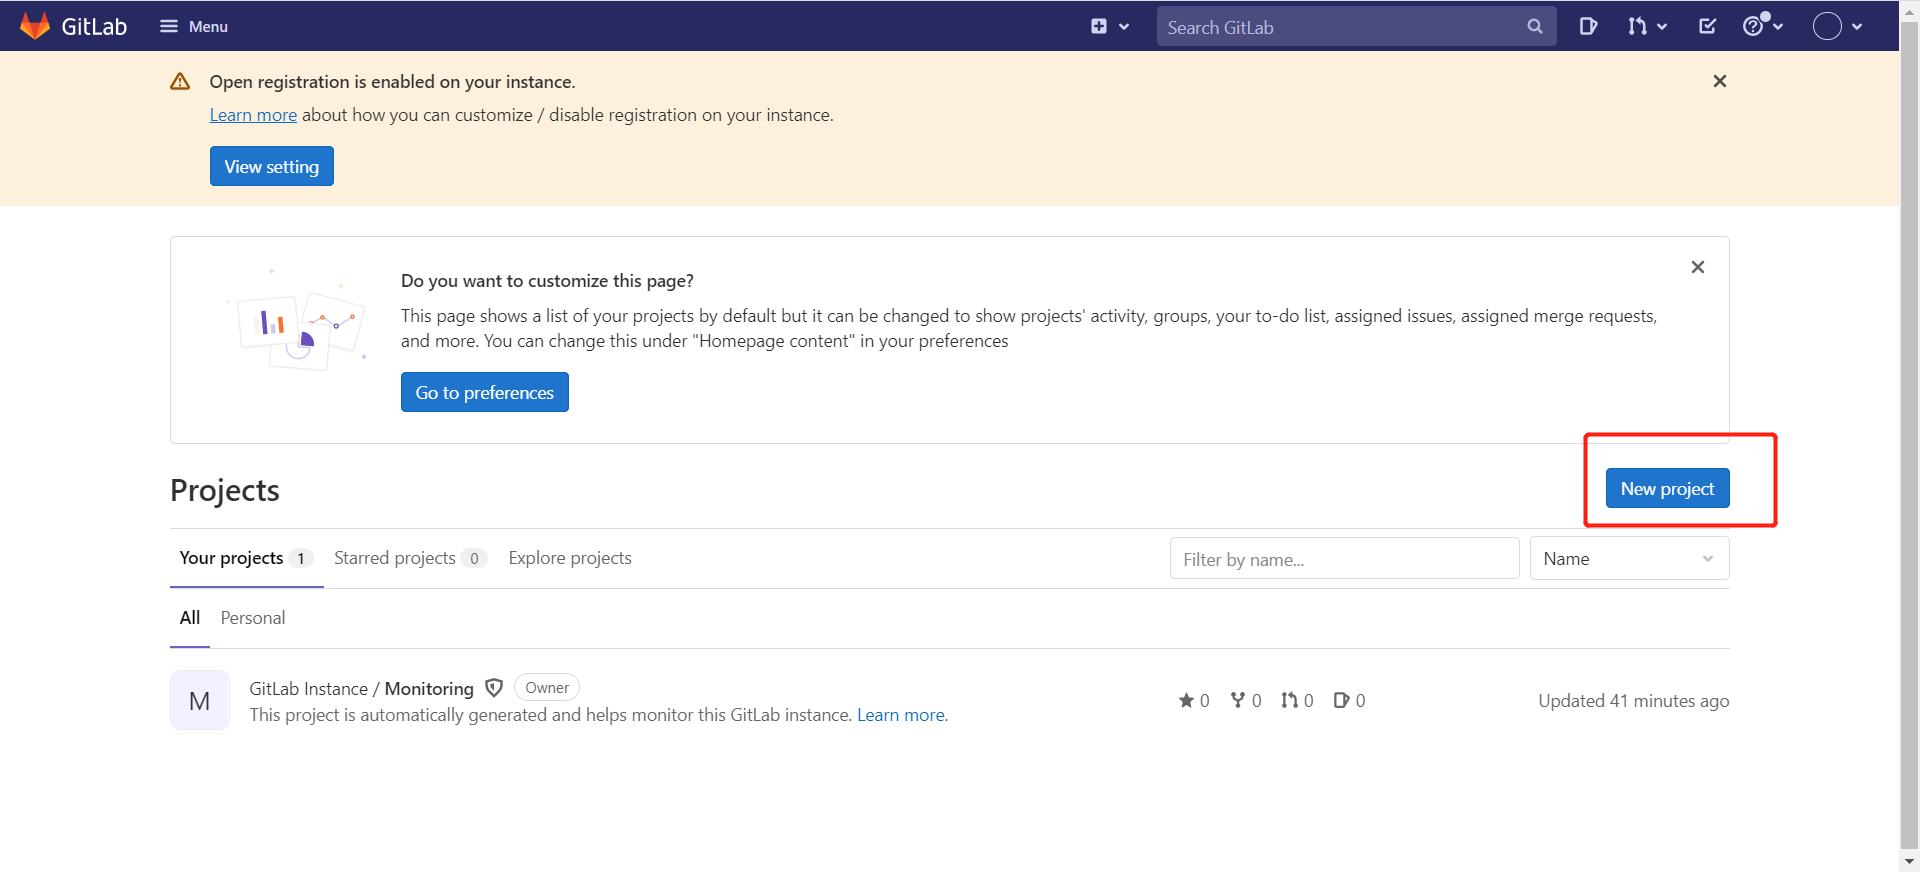 GitLab
Menu
Search GitLab
Open registration is enabled on your instance.
Learn more about how you can customize / disable registration on your instance.
View setting
Do you want to customize this page?
This page shows a list of your projects by default but it can be changed to show projects' activity, groups, your to-do list, assigned issues, assigned merge requests,
and more. You can change this under "Homepage content" in your preferences
Go to preferences
Projects
New project
Your projects 1
Starred projects 0
Explore projects
Filter by name...
Name
All
Personal
M
GitLab Instance / Monitoring
Owner
This project is automatically generated and helps monitor this GitLab instance. Learn more.
0
0
0
0
Updated 41 minutes ago